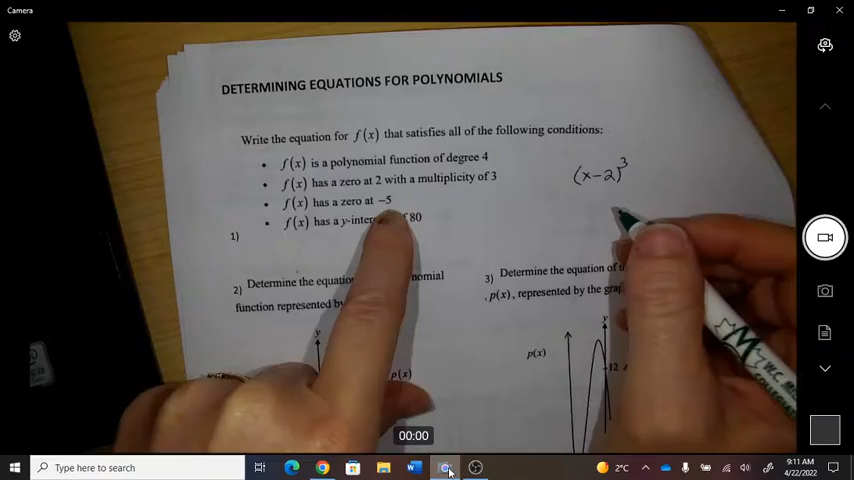 Camera
DETERMINING EQUATIONS FOR POLYNOMIALS
Write the equation for f(x) that satisfies all of the following conditions:
• f(x) is a polynomial function of degree 4
• f(x) has a zero at 2 with a multiplicity of 3
(x-2)³
• f(x) has a zero at -5
• f(x) has a y-inter 80
1)
2) Determine the equa nomial
function represented by
3) Determine the equation of
, p(x), represented by the
y
y
p(x)
p(x)
12
00:00
Type here to search
2°C
9:11 AM
4/22/2022